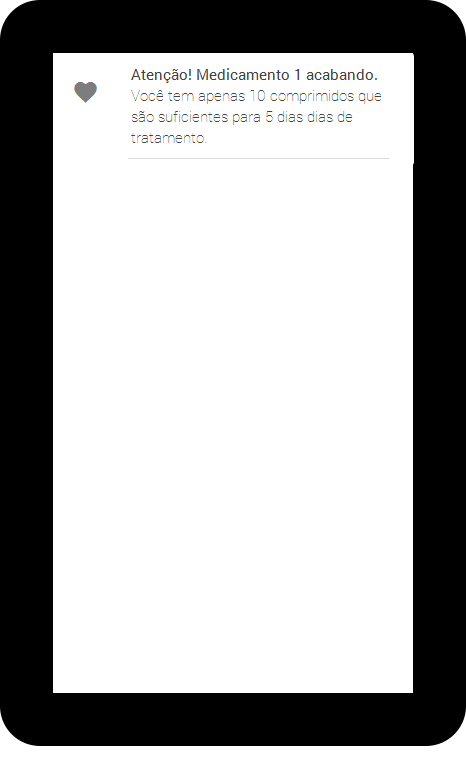 Atenção! Medicamento 1 acabando.
Você tem apenas 10 comprimidos que
são suficientes para 5 dias dias de
tratamento.